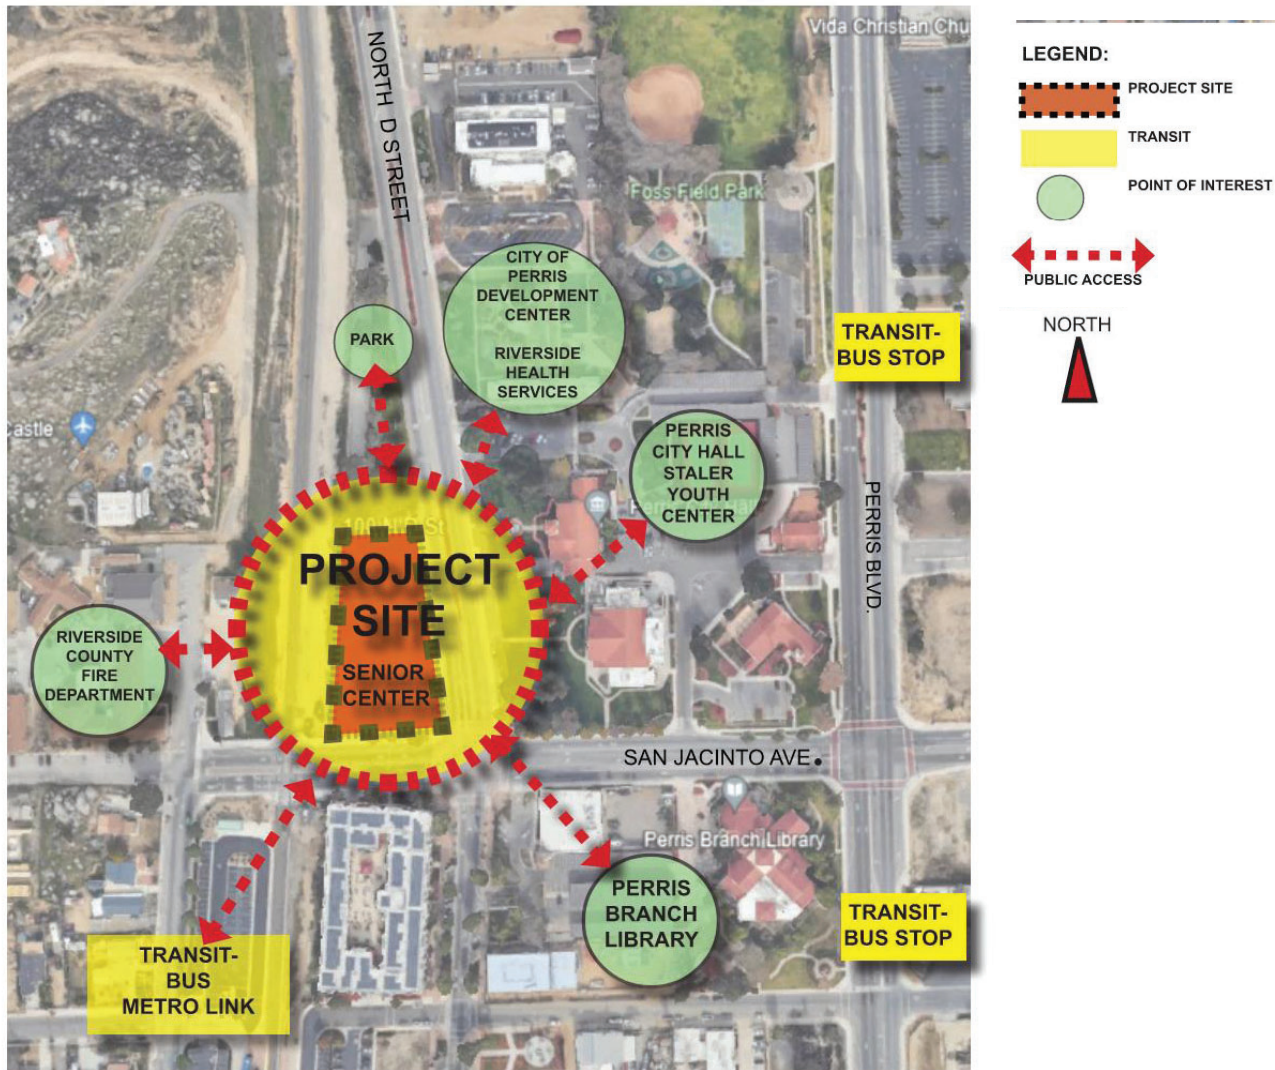 Vida Christian Chu
NORTH D STREET
Foss Field Park
CITY OF
PERRIS
DEVELOPMENT
CENTER
RIVERSIDE
HEALTH
SERVICES
PARK
TRANSIT-
BUS STOP
Castle
PERRIS
CITY HALL
STALER
YOUTH
CENTER
PERRIS BLVD.
PROJECT
SITE
SENIOR
CENTER
RIVERSIDE
COUNTY
FIRE
DEPARTMENT
SAN JACINTO AVE
Perris Branch Library
PERRIS
BRANCH
LIBRARY
TRANSIT-
BUS STOP
TRANSIT-
BUS
METRO LINK
LEGEND:
PROJECT SITE
TRANSIT
POINT OF INTEREST
PUBLIC ACCESS
NORTH